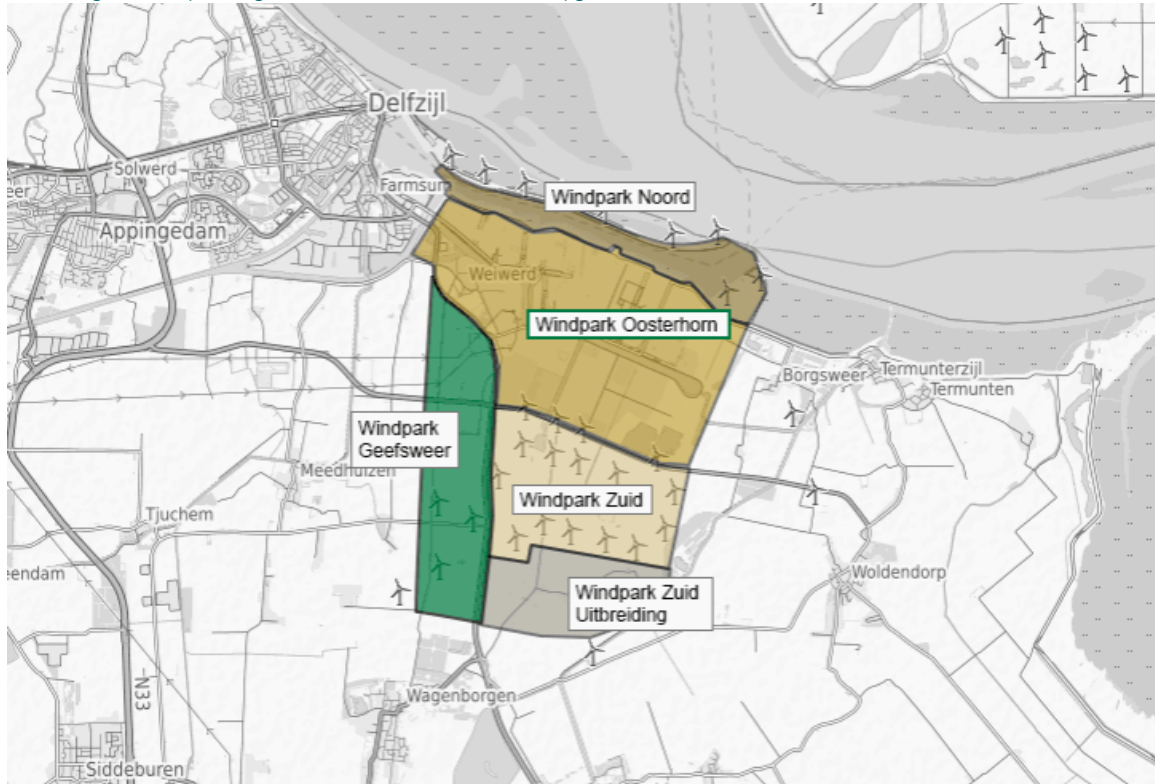 Delfzijl
Solwerd
Farmsum
Windpark Noord
Appingedam
Weiwerd
Windpark Oosterhorn
Borgsweer
Termunterzijl
Termunten
Windpark
Geefsweer
Meedhuizen
Windpark Zuid
Tjuchem
eendam
Woldendorp
Windpark Zuid
Uitbreiding
N33
Wagenborgen
Siddeburen